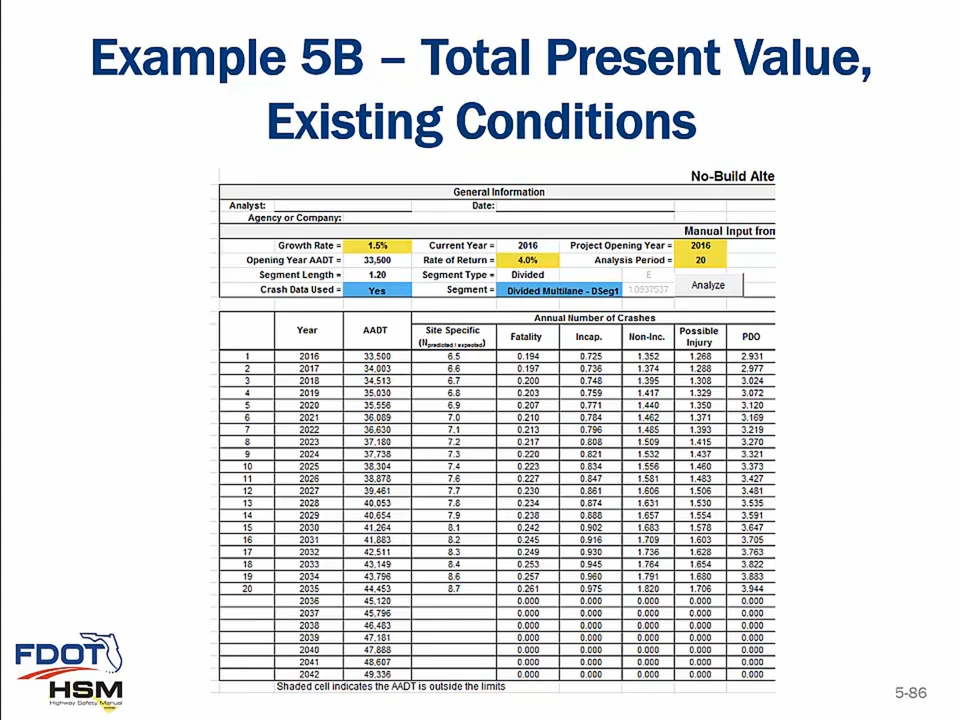 Example 5B – Total Present Value,
Existing Conditions
No-Build Alte
General Information
Analyst: Date:
Agency or Company:
Manual Input from
Growth Rate = 1.5% Current Year = 2016 Project Opening Year = 2016
Opening Year AADT = 33,500 Rate of Return = 4.0% Analysis Period = 20
Segment Length = 1.20 Segment Type = Divided E
Crash Data Used = Yes Segment = Divided Multilane - DSeg1 1.0937537 Analyze
Annual Number of Crashes
Year AADT Site Specific (Npredicted / expected) Fatality Incap. Non-Inc. Possible Injury PDO
1 2016 33,500 6.5 0.194 0.725 1.352 1.268 2.931
2 2017 34,003 6.6 0.197 0.736 1.374 1.288 2.977
3 2018 34,513 6.7 0.200 0.748 1.395 1.308 3.024
4 2019 35,030 6.8 0.203 0.759 1.417 1.329 3.072
5 2020 35,556 6.9 0.207 0.771 1.440 1.350 3.120
6 2021 36,089 7.0 0.210 0.784 1.462 1.371 3.169
7 2022 36,630 7.1 0.213 0.796 1.485 1.393 3.219
8 2023 37,180 7.2 0.217 0.808 1.509 1.415 3.270
9 2024 37,738 7.3 0.220 0.821 1.532 1.437 3.321
10 2025 38,304 7.4 0.223 0.834 1.556 1.460 3.373
11 2026 38,878 7.6 0.227 0.847 1.581 1.483 3.427
12 2027 39,461 7.7 0.230 0.861 1.606 1.506 3.481
13 2028 40,053 7.8 0.234 0.874 1.631 1.530 3.535
14 2029 40,654 7.9 0.238 0.888 1.657 1.554 3.591
15 2030 41,264 8.1 0.242 0.902 1.683 1.578 3.647
16 2031 41,883 8.2 0.245 0.916 1.709 1.603 3.705
17 2032 42,511 8.3 0.249 0.930 1.736 1.628 3.763
18 2033 43,149 8.4 0.253 0.945 1.764 1.654 3.822
19 2034 43,796 8.6 0.257 0.960 1.791 1.680 3.883
20 2035 44,453 8.7 0.261 0.975 1.820 1.706 3.944
2036 45,120 0.000 0.000 0.000 0.000 0.000
2037 45,796 0.000 0.000 0.000 0.000 0.000
2038 46,483 0.000 0.000 0.000 0.000 0.000
2039 47,181 0.000 0.000 0.000 0.000 0.000
2040 47,888 0.000 0.000 0.000 0.000 0.000
2041 48,607 0.000 0.000 0.000 0.000 0.000
2042 49,336 0.000 0.000 0.000 0.000 0.000
Shaded cell indicates the AADT is outside the limits
FDOT
HSM
Highway Safety Manual
5-86